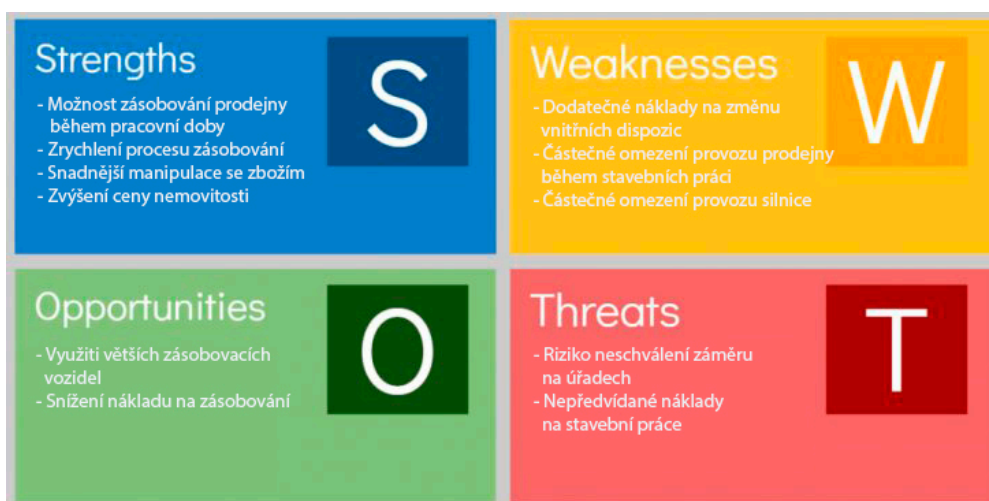 Strengths
S
- Možnost zásobování prodejny
během pracovní doby
- Zrychlení procesu zásobování
- Snadnější manipulace se zbožím
- Zvýšení ceny nemovitosti
Weaknesses
W
- Dodatečné náklady na změnu
vnitřních dispozic
- Částečné omezení provozu prodejny
během stavebních práci
- Částečné omezení provozu silnice
Opportunities
O
- Využiti větších zásobovacích
vozidel
- Snížení nákladu na zásobování
Threats
T
- Riziko neschválení záměru
na úřadech
- Nepředvídané náklady
na stavební práce